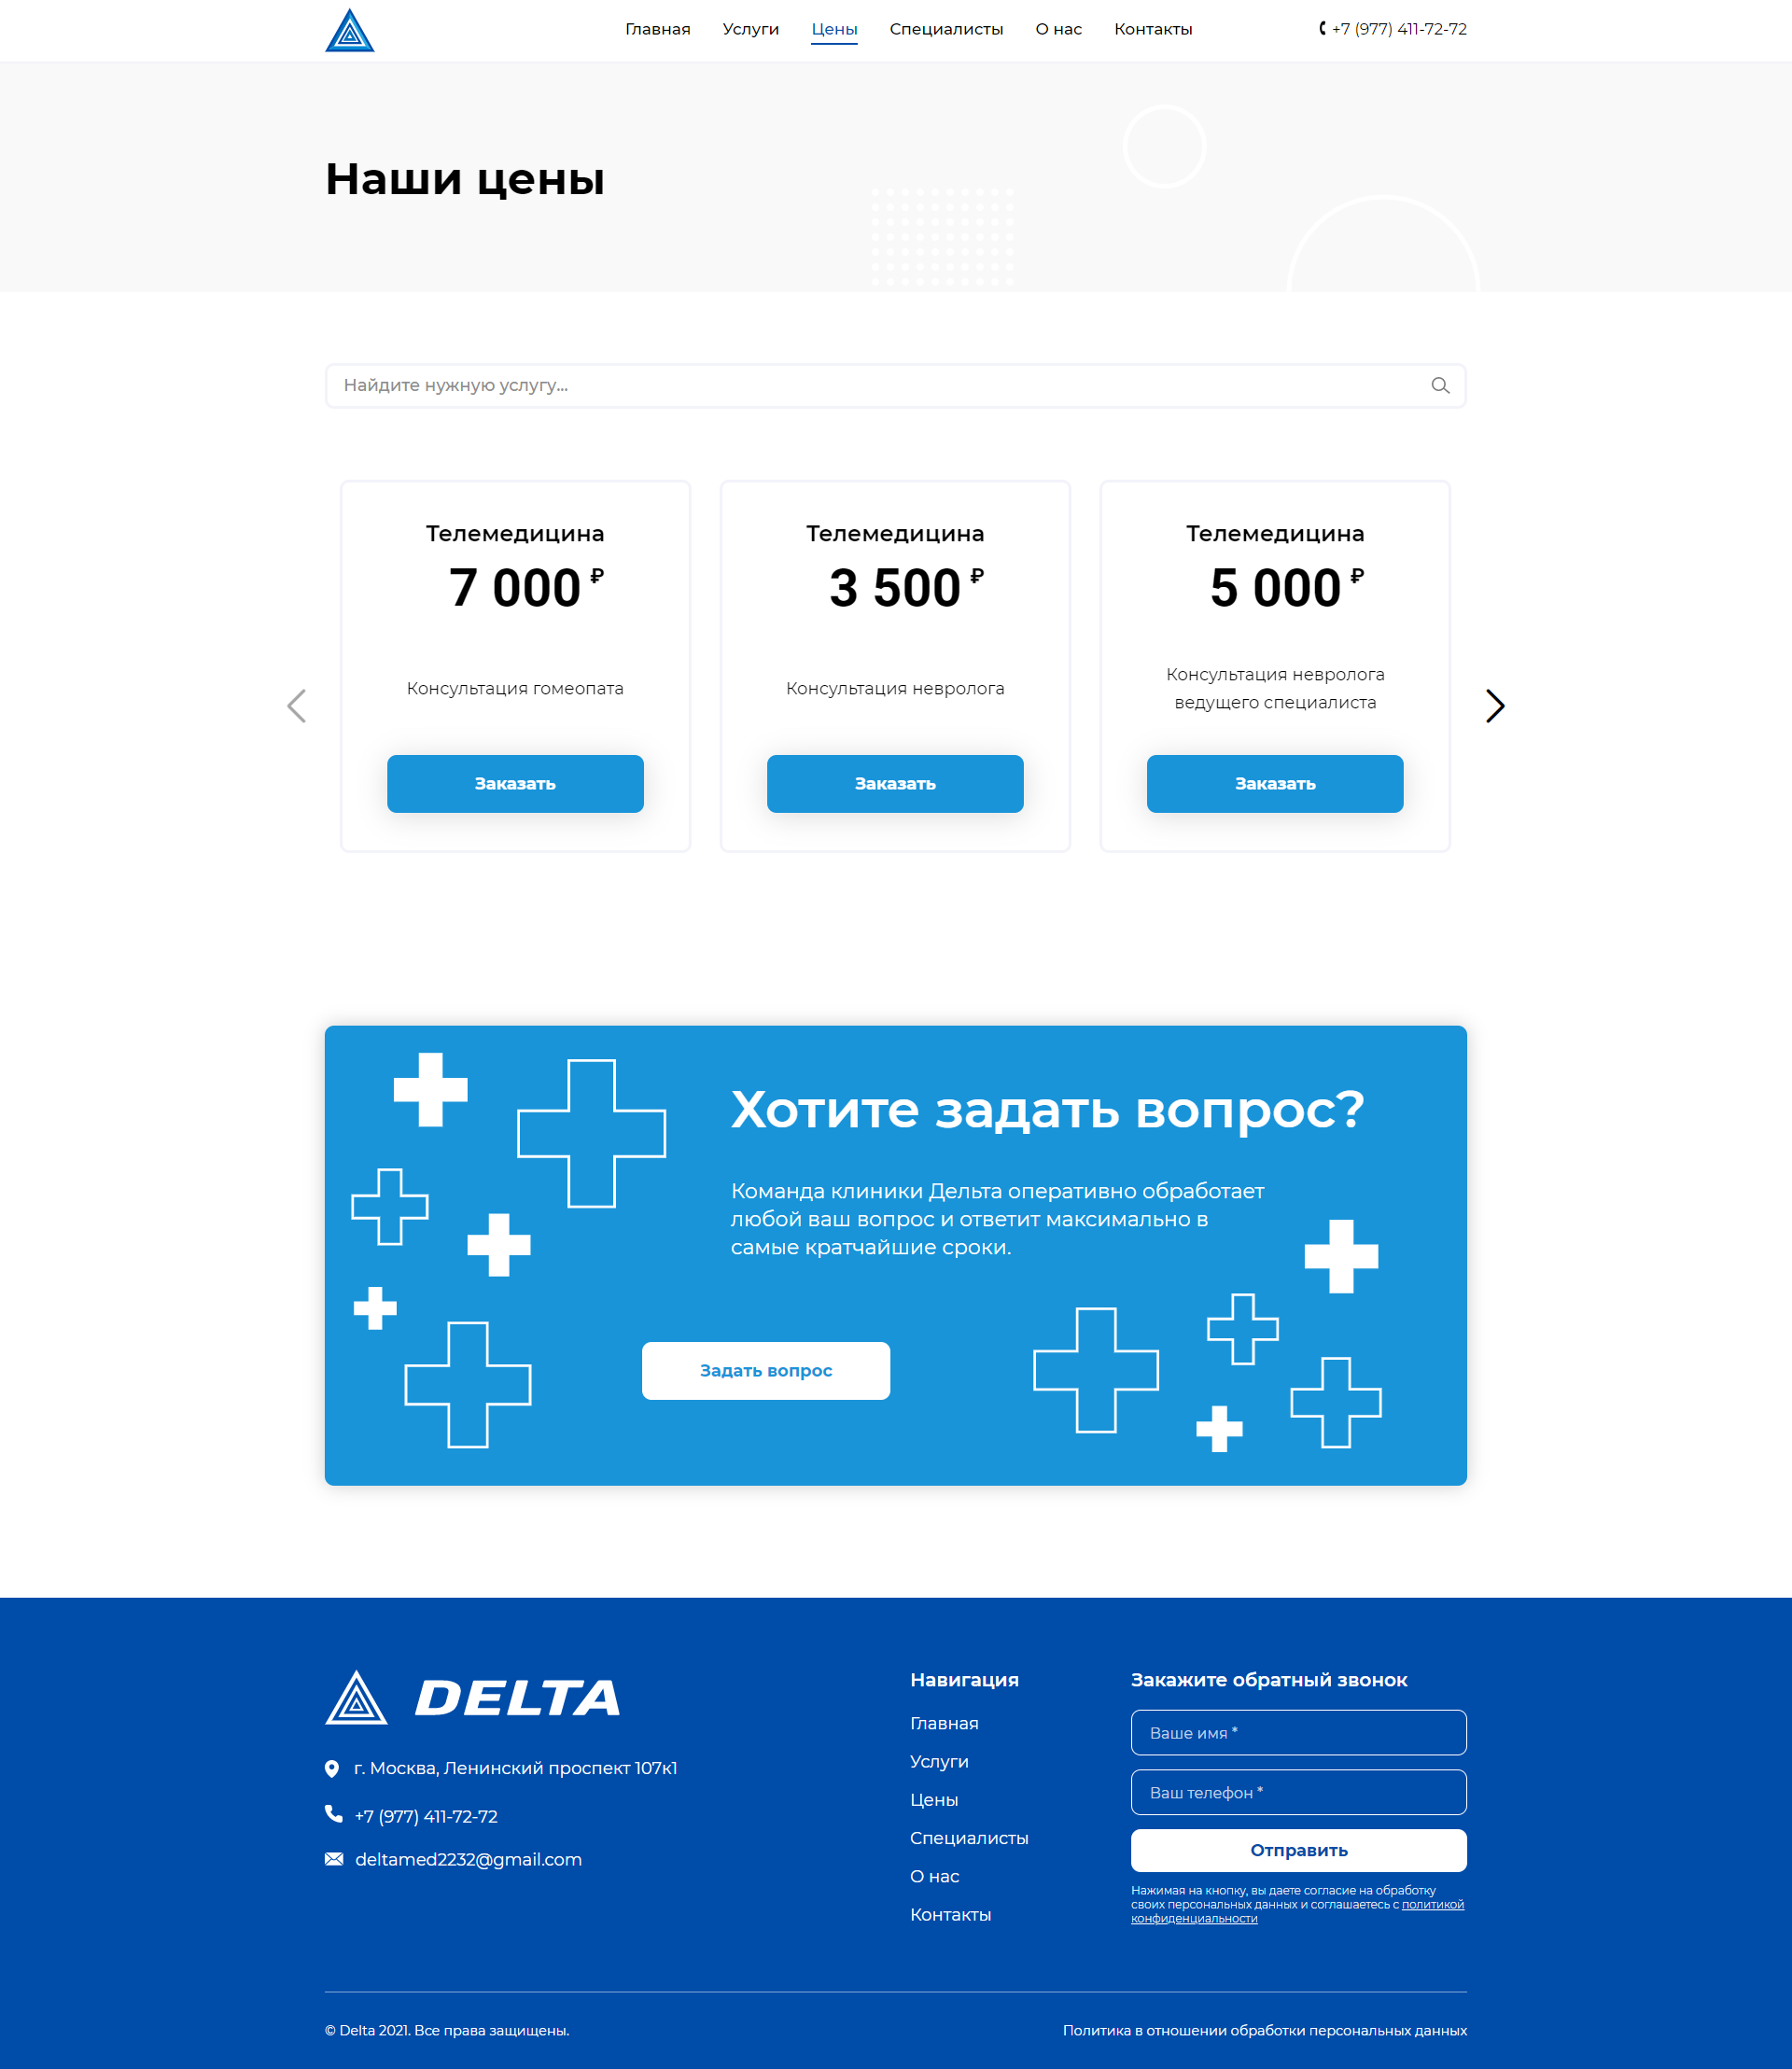 Главная Услуги Цены Специалисты О нас Контакты +7 (977) 411-72-72
Наши цены
Найдите нужную услугу...
Телемедицина
7 000 ₽
Консультация гомеопата
Заказать
Телемедицина
3 500 ₽
Консультация невролога
Заказать
Телемедицина
5 000 ₽
Консультация невролога
ведущего специалиста
Заказать
Хотите задать вопрос?
Команда клиники Дельта оперативно обработает
любой ваш вопрос и ответит максимально в
самые кратчайшие сроки.
Задать вопрос
DELTA
г. Москва, Ленинский проспект 107к1
+7 (977) 411-72-72
deltamed2232@gmail.com
Навигация
Главная
Услуги
Цены
Специалисты
О нас
Контакты
Закажите обратный звонок
Ваше имя *
Ваш телефон *
Отправить
Нажимая на кнопку, вы даете согласие на обработку
своих персональных данных и соглашаетесь с политикой
конфиденциальности
© Delta 2021. Все права защищены.
Политика в отношении обработки персональных данных